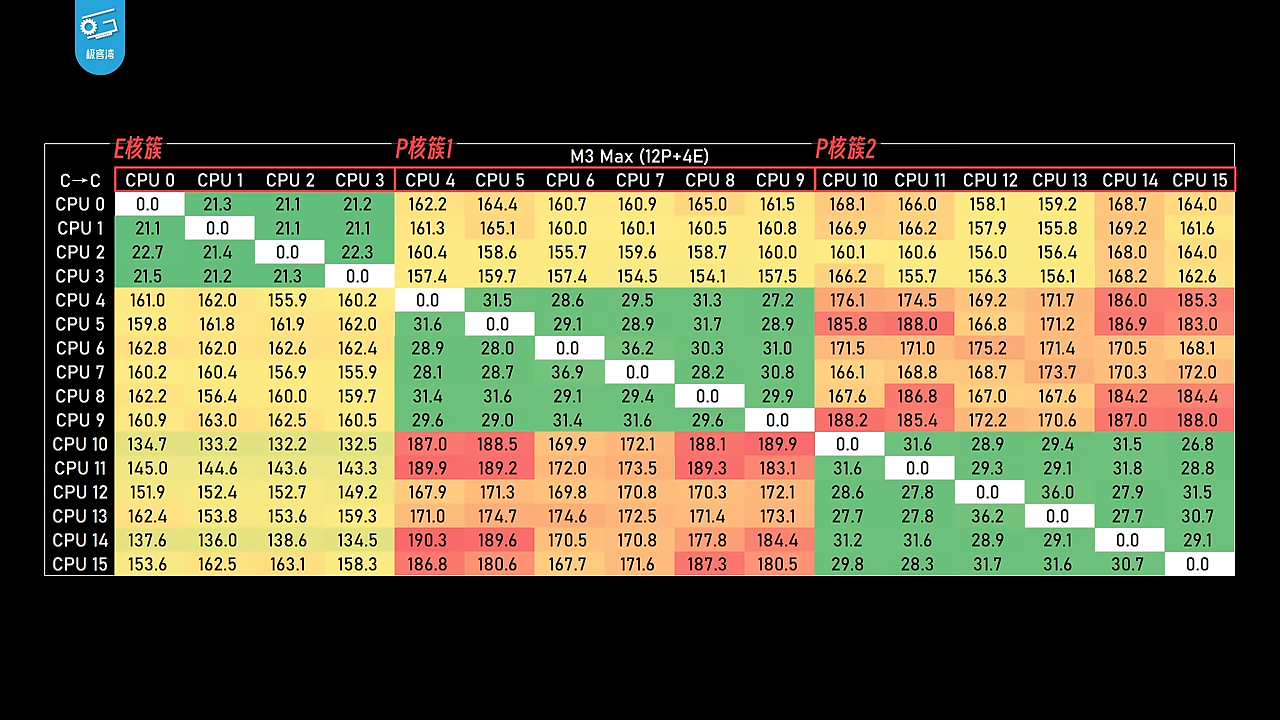 极客湾
E核簇 P核簇1 P核簇2
M3 Max (12P+4E)
C→C CPU 0 CPU 1 CPU 2 CPU 3 CPU 4 CPU 5 CPU 6 CPU 7 CPU 8 CPU 9 CPU 10 CPU 11 CPU 12 CPU 13 CPU 14 CPU 15
CPU 0 0.0 21.3 21.1 21.2 162.2 164.4 160.7 160.9 165.0 161.5 168.1 166.0 158.1 159.2 168.7 164.0
CPU 1 21.1 0.0 21.1 21.1 161.3 165.1 160.0 160.1 160.5 160.8 166.9 166.2 157.9 155.8 169.2 161.6
CPU 2 22.7 21.4 0.0 22.3 160.4 158.6 155.7 159.6 158.7 160.0 160.1 160.6 156.0 156.4 168.0 164.0
CPU 3 21.5 21.2 21.3 0.0 157.4 159.7 157.4 154.5 154.1 157.5 166.2 155.7 156.3 156.1 168.2 162.6
CPU 4 161.0 162.0 155.9 160.2 0.0 31.5 28.6 29.5 31.3 27.2 176.1 174.5 169.2 171.7 186.0 185.3
CPU 5 159.8 161.8 161.9 162.0 31.6 0.0 29.1 28.9 31.7 28.9 185.8 188.0 166.8 171.2 186.9 183.0
CPU 6 162.8 162.0 162.6 162.4 28.9 28.0 0.0 36.2 30.3 31.0 171.5 171.0 175.2 171.4 170.5 168.1
CPU 7 160.2 160.4 156.9 155.9 28.1 28.7 36.9 0.0 28.2 30.8 166.1 168.8 168.7 173.7 170.3 172.0
CPU 8 162.2 156.4 160.0 159.7 31.4 31.6 29.1 29.4 0.0 29.9 167.6 186.8 167.0 167.6 184.2 184.4
CPU 9 160.9 163.0 162.5 160.5 29.6 29.0 31.4 31.6 29.6 0.0 188.2 185.4 172.2 170.6 187.0 188.0
CPU 10 134.7 133.2 132.2 132.5 187.0 188.5 169.9 172.1 188.1 189.9 0.0 31.6 28.9 29.4 31.5 26.8
CPU 11 145.0 144.6 143.6 143.3 189.9 189.2 172.0 173.5 189.3 183.1 31.6 0.0 29.3 29.1 31.8 28.8
CPU 12 151.9 152.4 152.7 149.2 167.9 171.3 169.8 170.8 170.3 172.1 28.6 27.8 0.0 36.0 27.9 31.5
CPU 13 162.4 153.8 153.6 159.3 171.0 174.7 174.6 172.5 171.4 173.1 27.7 27.8 36.2 0.0 27.7 30.7
CPU 14 137.6 136.0 138.6 134.5 190.3 189.6 170.5 170.8 177.8 184.4 31.2 31.6 28.9 29.1 0.0 29.1
CPU 15 153.6 162.5 163.1 158.3 186.8 180.6 167.7 171.6 187.3 180.5 29.8 28.3 31.7 31.6 30.7 0.0